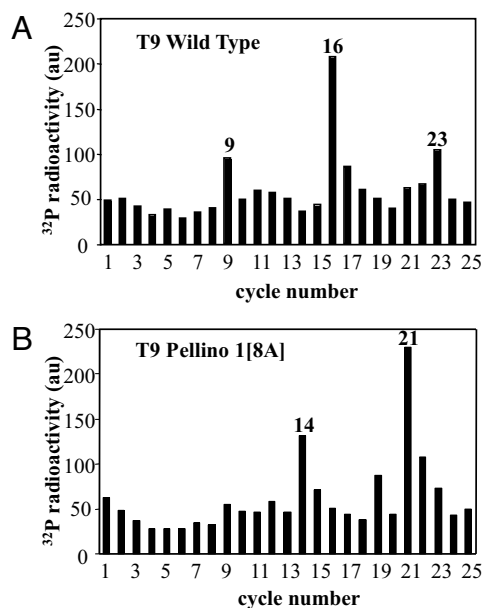 A
T9 Wild Type
³²P radioactivity (au)
250
200
150
100
50
0
9
16
23
1 3 5 7 9 11 13 15 17 19 21 23 25
cycle number
B
T9 Pellino 1[8A]
³²P radioactivity (au)
250
200
150
100
50
0
14
21
1 3 5 7 9 11 13 15 17 19 21 23 25
cycle number